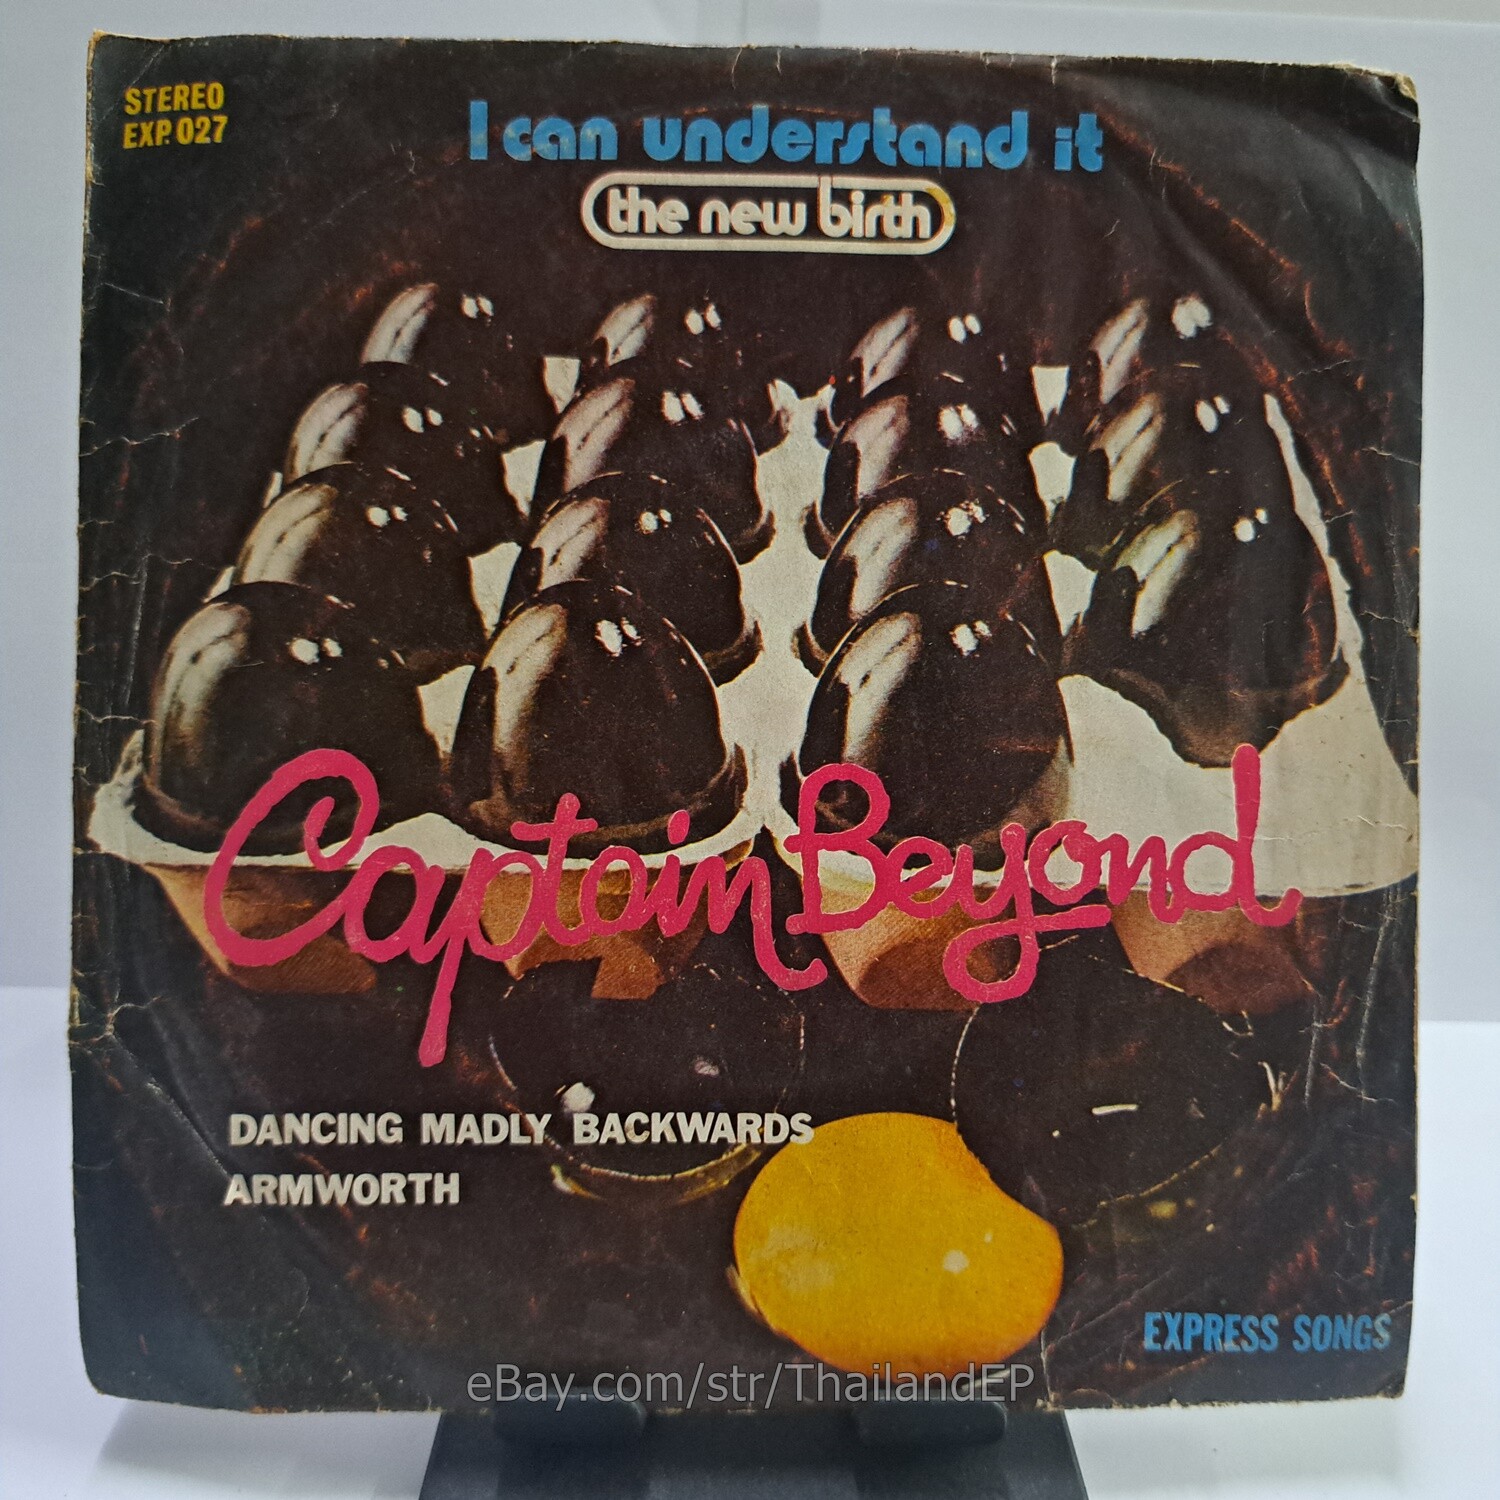 STEREO
EXP. 027
I can understand it
the new birth
Captain Beyond
DANCING MADLY BACKWARDS
ARMWORTH
EXPRESS SONGS
eBay.com/str/ThailandEP